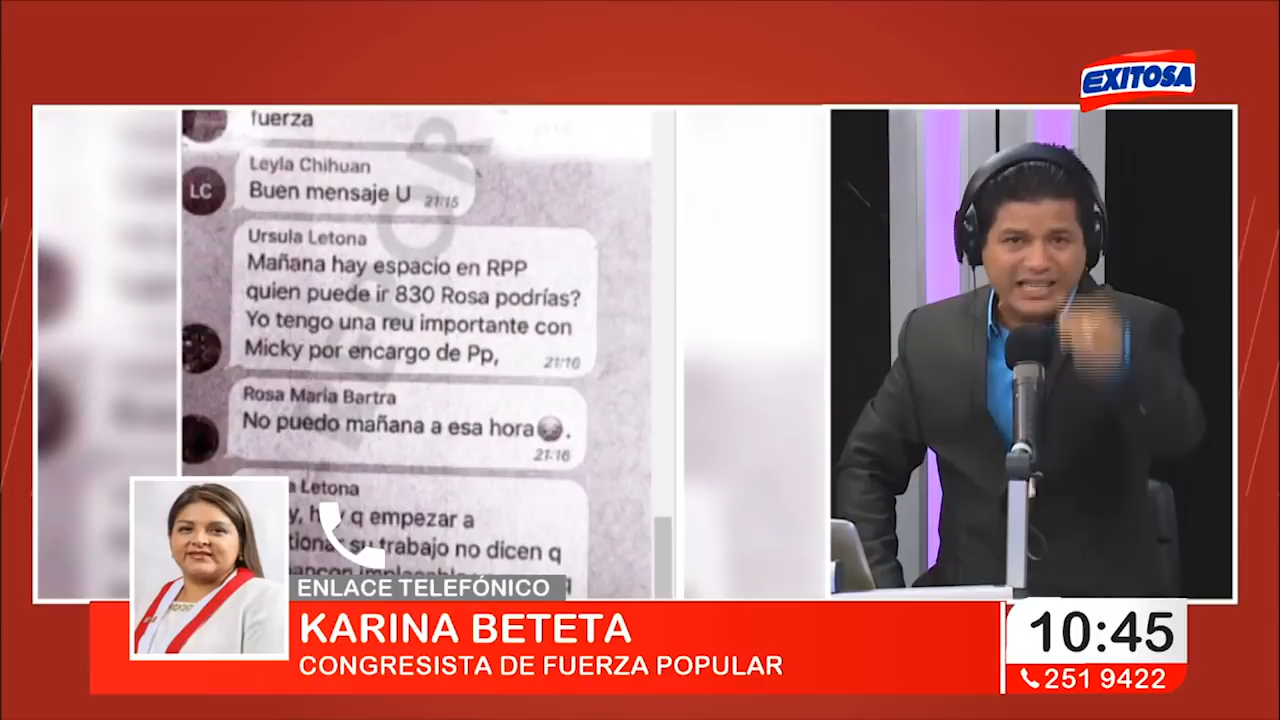 EXITOSA
fuerza
Leyla Chihuan
LC
Buen mensaje U 21:15
Ursula Letona
Mañana hay espacio en RPP
quien puede ir 830 Rosa podrías?
Yo tengo una reu importante con
Micky por encargo de Pp, 21:16
Rosa Maria Bartra
No puedo mañana a esa hora.
21:16
a Letona
q empezar a
su trabajo no dicen q
ENLACE TELEFÓNICO
KARINA BETETA
CONGRESISTA DE FUERZA POPULAR
10:45
251 9422